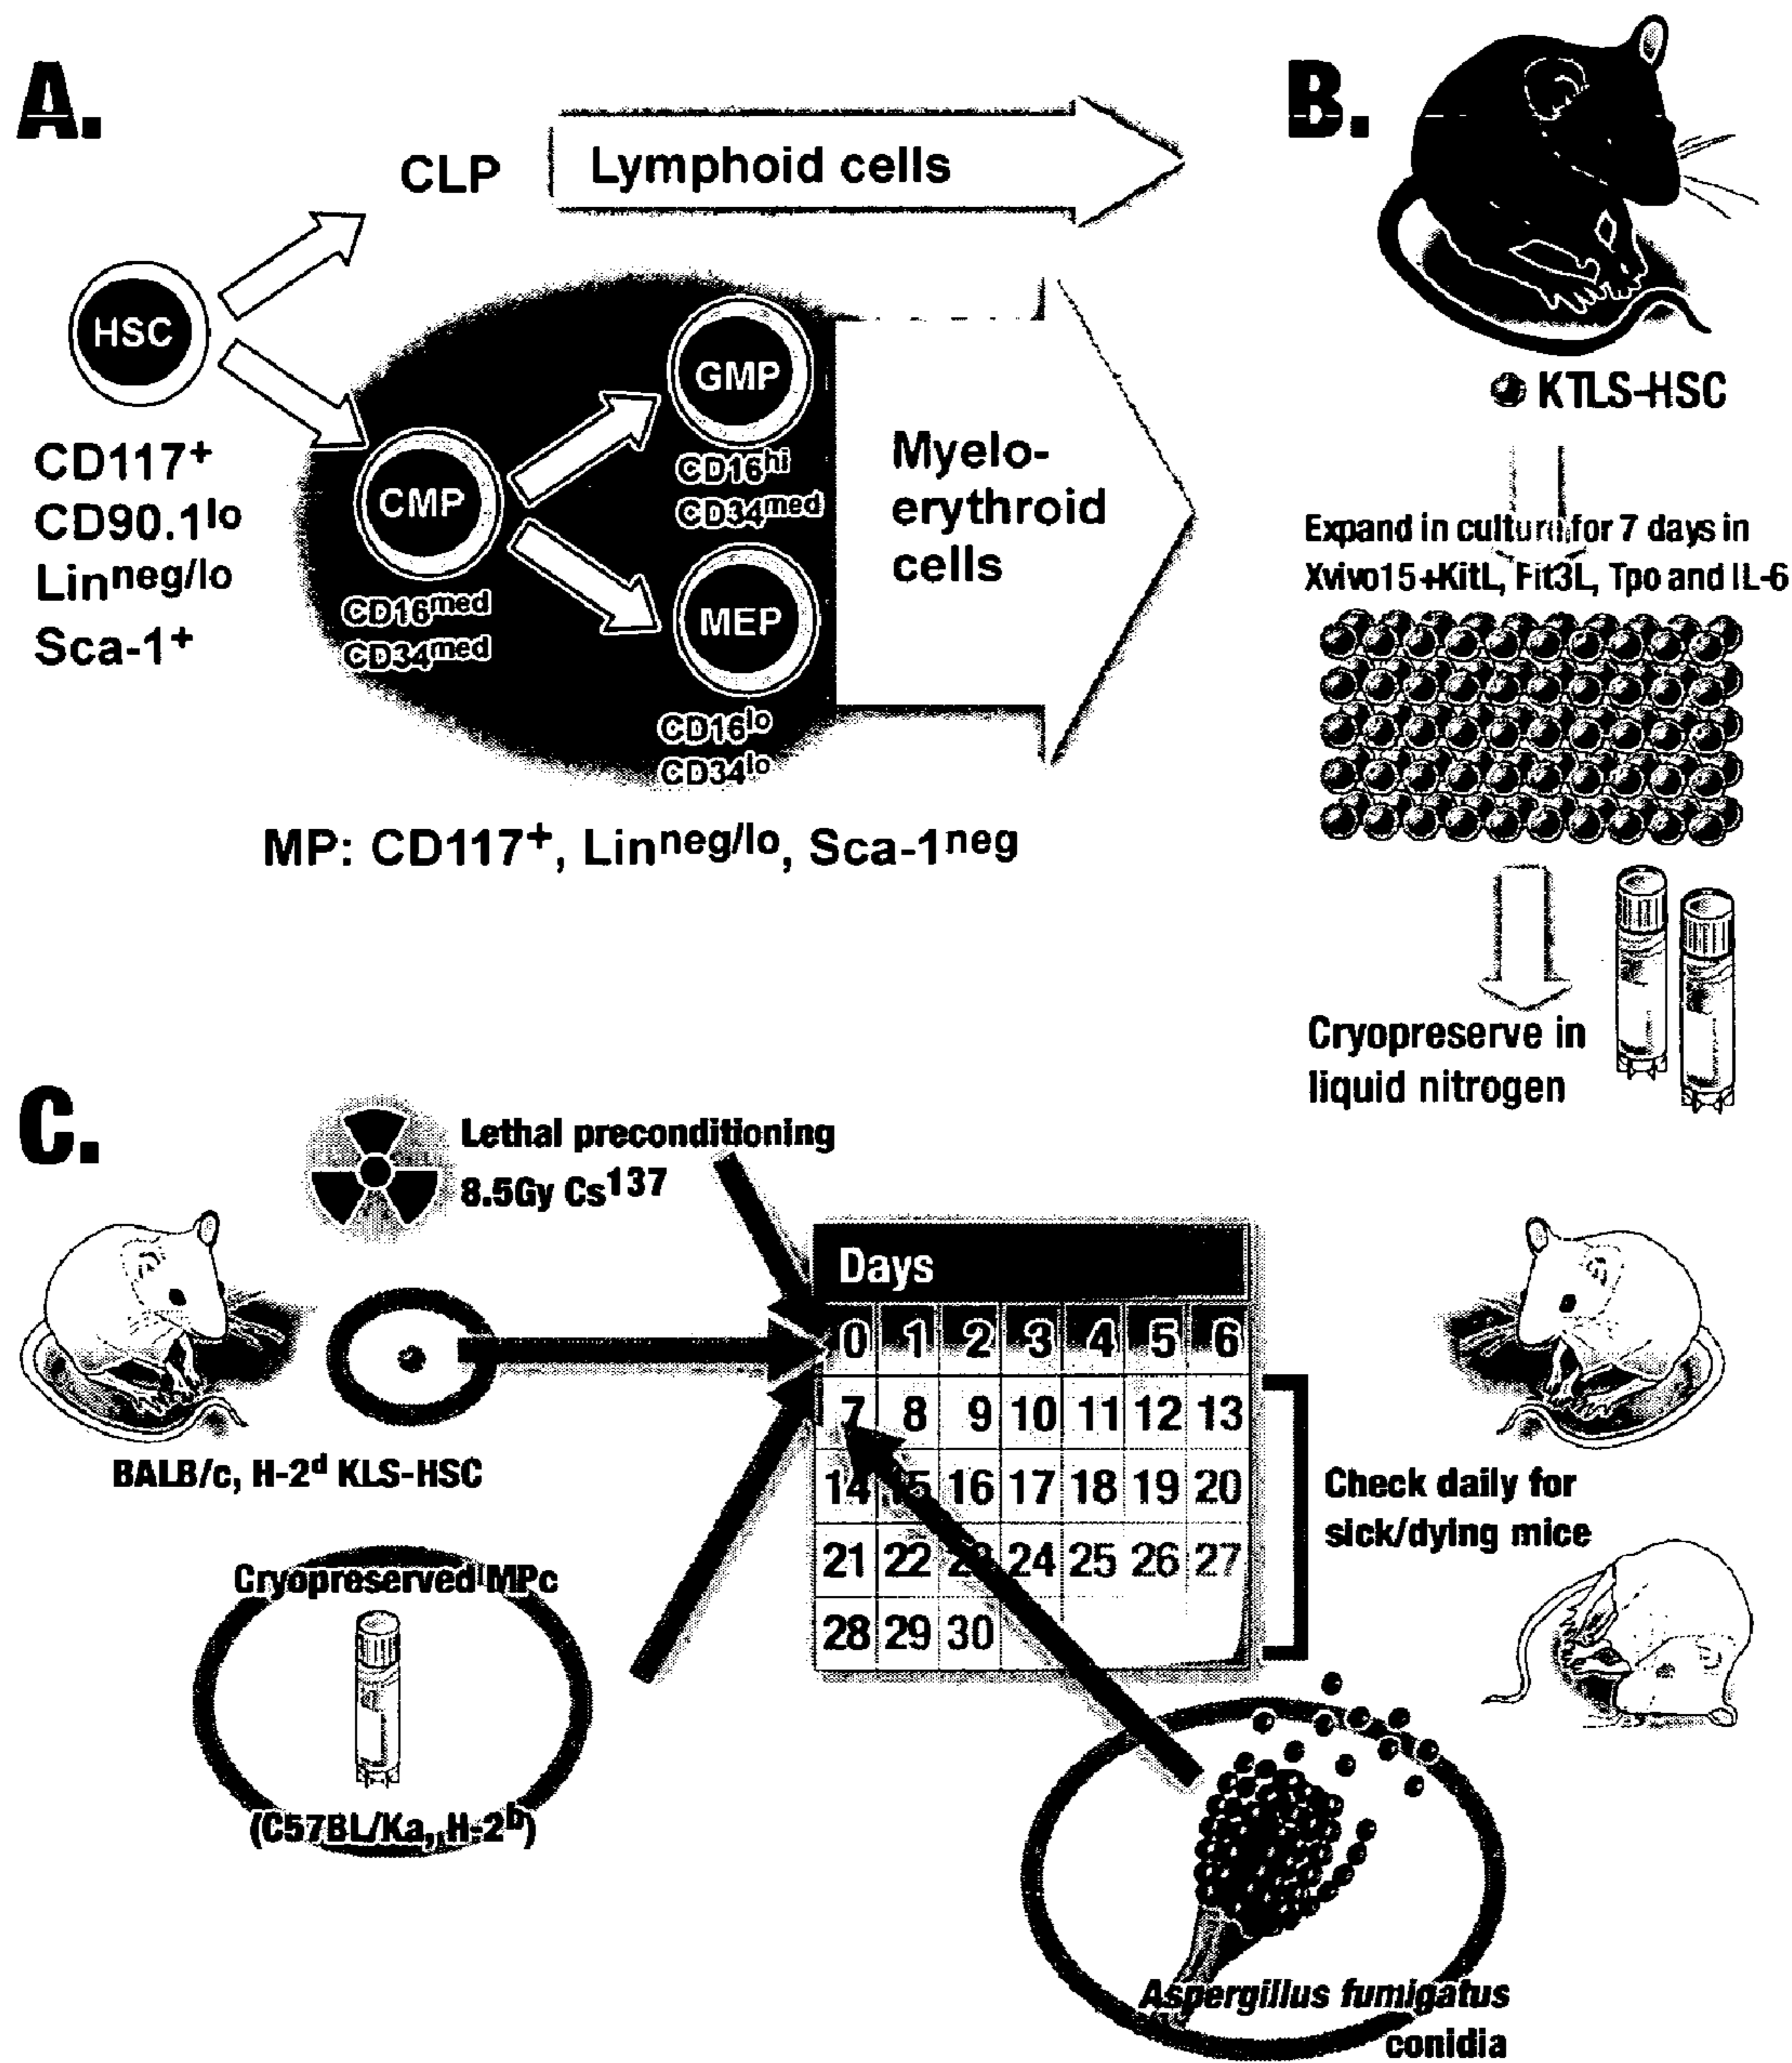 A.
CLP
Lymphoid cells
HSC
CD117+
CD90.1lo
Linneg/lo
Sca-1+
CMP
CD16med
CD34med
GMP
CD16hi
CD34med
MEP
CD16lo
CD34lo
Myelo-
erythroid
cells
MP: CD117+, Linneg/lo, Sca-1neg
B.
KTLS-HSC
Expand in culture for 7 days in
Xvivo15+KitL, Fit3L, Tpo and IL-6
Cryopreserve in
liquid nitrogen
C.
Lethal preconditioning
8.5Gy Cs137
BALB/c, H-2d KLS-HSC
Cryopreserved MPc
(C57BL/Ka, H-2b)
Days
0 1 2 3 4 5 6
7 8 9 10 11 12 13
14 15 16 17 18 19 20
21 22 23 24 25 26 27
28 29 30
Check daily for
sick/dying mice
Aspergillus fumigatus
conidia